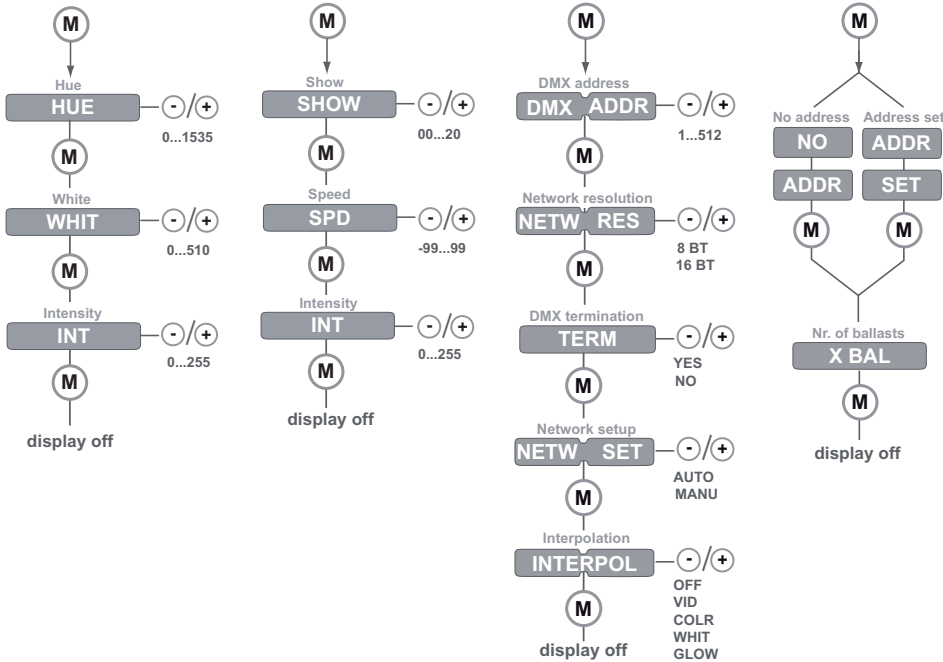 M
Hue
HUE
- / +
0...1535
M
White
WHIT
- / +
0...510
M
Intensity
INT
- / +
0...255
M
display off
M
Show
SHOW
- / +
00...20
M
Speed
SPD
- / +
-99...99
M
Intensity
INT
- / +
0...255
M
display off
M
DMX address
DMX ADDR
- / +
1...512
M
Network resolution
NETW RES
- / +
8 BT
16 BT
M
DMX termination
TERM
- / +
YES
NO
M
Network setup
NETW SET
- / +
AUTO
MANU
M
Interpolation
INTERPOL
- / +
OFF
VID
COLR
WHIT
GLOW
M
display off
M
No address
NO
ADDR
M
Address set
ADDR
SET
M
Nr. of ballasts
X BAL
M
display off